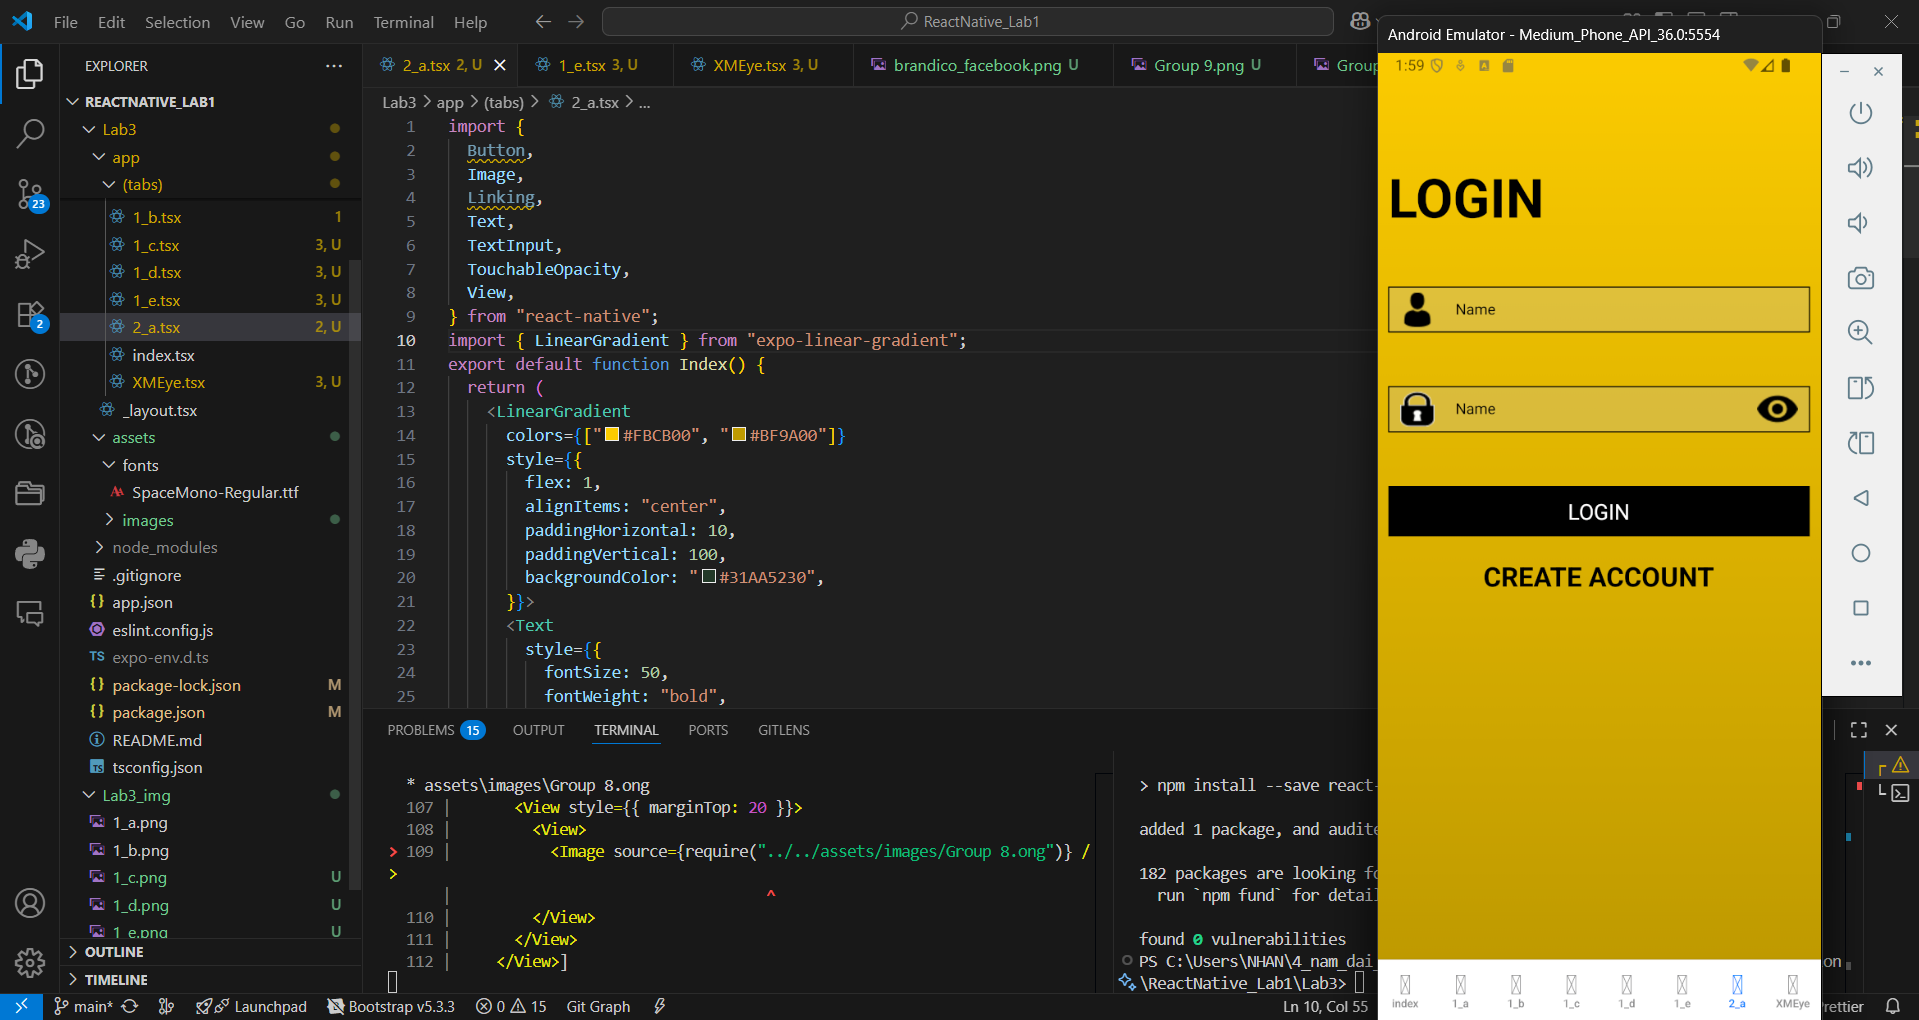 File Edit Selection View Go Run Terminal Help
ReactNative_Lab1
EXPLORER
REACTNATIVE_LAB1
Lab3
app
(tabs)
1_b.tsx 1
1_c.tsx 3, U
1_d.tsx 3, U
1_e.tsx 3, U
2_a.tsx 2, U
index.tsx
XMEye.tsx 3, U
_layout.tsx
assets
fonts
SpaceMono-Regular.ttf
images
node_modules
.gitignore
app.json
eslint.config.js
expo-env.d.ts
package-lock.json M
package.json M
README.md
tsconfig.json
Lab3_img
1_a.png
1_b.png
1_c.png U
1_d.png U
1_e.png U
OUTLINE
TIMELINE
23
2
2_a.tsx 2, U
1_e.tsx 3, U
XMEye.tsx 3, U
brandico_facebook.png U
Group 9.png U
Grou
Lab3 > app > (tabs) > 2_a.tsx > ...
1 import {
2 Button,
3 Image,
4 Linking,
5 Text,
6 TextInput,
7 TouchableOpacity,
8 View,
9 } from "react-native";
10 import { LinearGradient } from "expo-linear-gradient";
11 export default function Index() {
12 return (
13 <LinearGradient
14 colors={["#FBCB00", "#BF9A00"]}
15 style={{
16 flex: 1,
17 alignItems: "center",
18 paddingHorizontal: 10,
19 paddingVertical: 100,
20 backgroundColor: "#31AA5230",
21 }}>
22 <Text
23 style={{
24 fontSize: 50,
25 fontWeight: "bold",
PROBLEMS 15 OUTPUT TERMINAL PORTS GITLENS
* assets\images\Group 8.ong
107 | <View style={{ marginTop: 20 }}>
108 | <View>
> 109 | <Image source={require("../../assets/images/Group 8.ong")} /
>
| ^
110 | </View>
111 | </View>
112 | </View>]
> npm install --save react-
added 1 package, and audite
182 packages are looking fo
run `npm fund` for detail
found 0 vulnerabilities
PS C:\Users\NHAN\4_nam_dai_
on
\ReactNative_Lab1\Lab3>
Android Emulator - Medium_Phone_API_36.0:5554
1:59
LOGIN
Name
Name
LOGIN
CREATE ACCOUNT
index 1_a 1_b 1_c 1_d 1_e 2_a XMEye
main* Launchpad Bootstrap v5.3.3 0 15 Git Graph Ln 10, Col 55 rettier